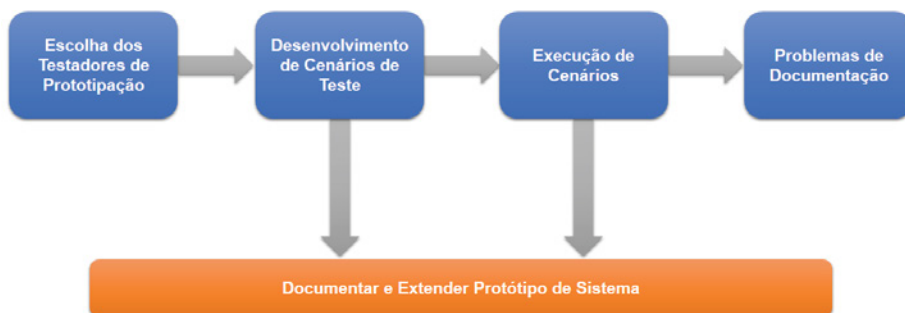 Escolha dos
Testadores de
Prototipação
Desenvolvimento
de Cenários de
Teste
Execução de
Cenários
Problemas de
Documentação
Documentar e Extender Protótipo de Sistema